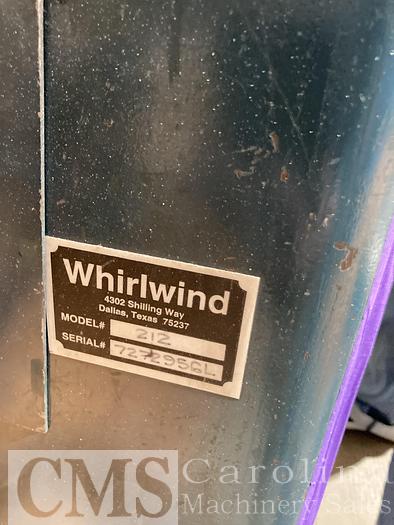 Whirlwind
4302 Shilling Way
Dallas, Texas 75237
MODEL# 212
SERIAL# 727295GL
CMS Carolina
Machinery Sales